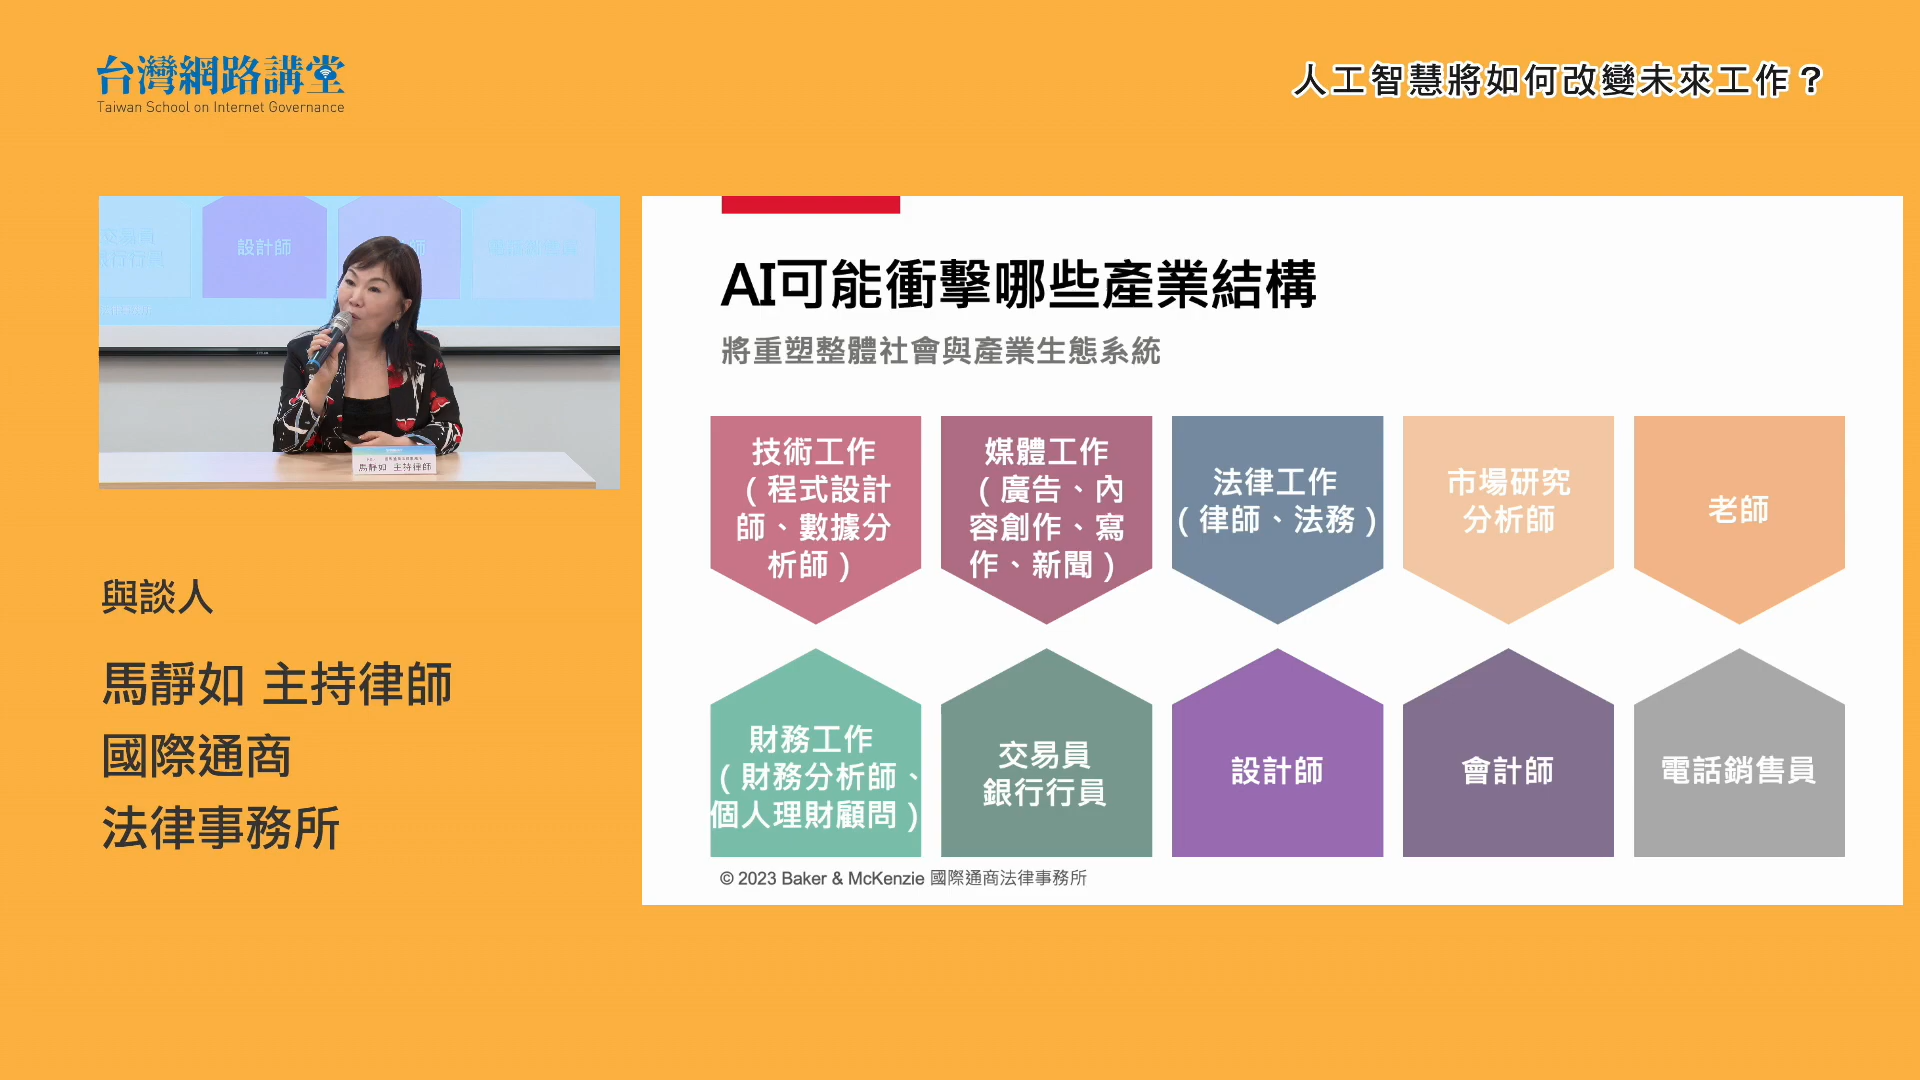 台灣網路講堂
Taiwan School on Internet Governance
人工智慧將如何改變未來工作？
設計師
師
馬靜如 主持律師
與談人
馬靜如 主持律師
國際通商
法律事務所
AI可能衝擊哪些產業結構
將重塑整體社會與產業生態系統
技術工作
（程式設計
師、數據分
析師）
媒體工作
（廣告、內
容創作、寫
作、新聞）
法律工作
（律師、法務）
市場研究
分析師
老師
財務工作
（財務分析師、
個人理財顧問）
交易員
銀行行員
設計師
會計師
電話銷售員
© 2023 Baker & McKenzie 國際通商法律事務所